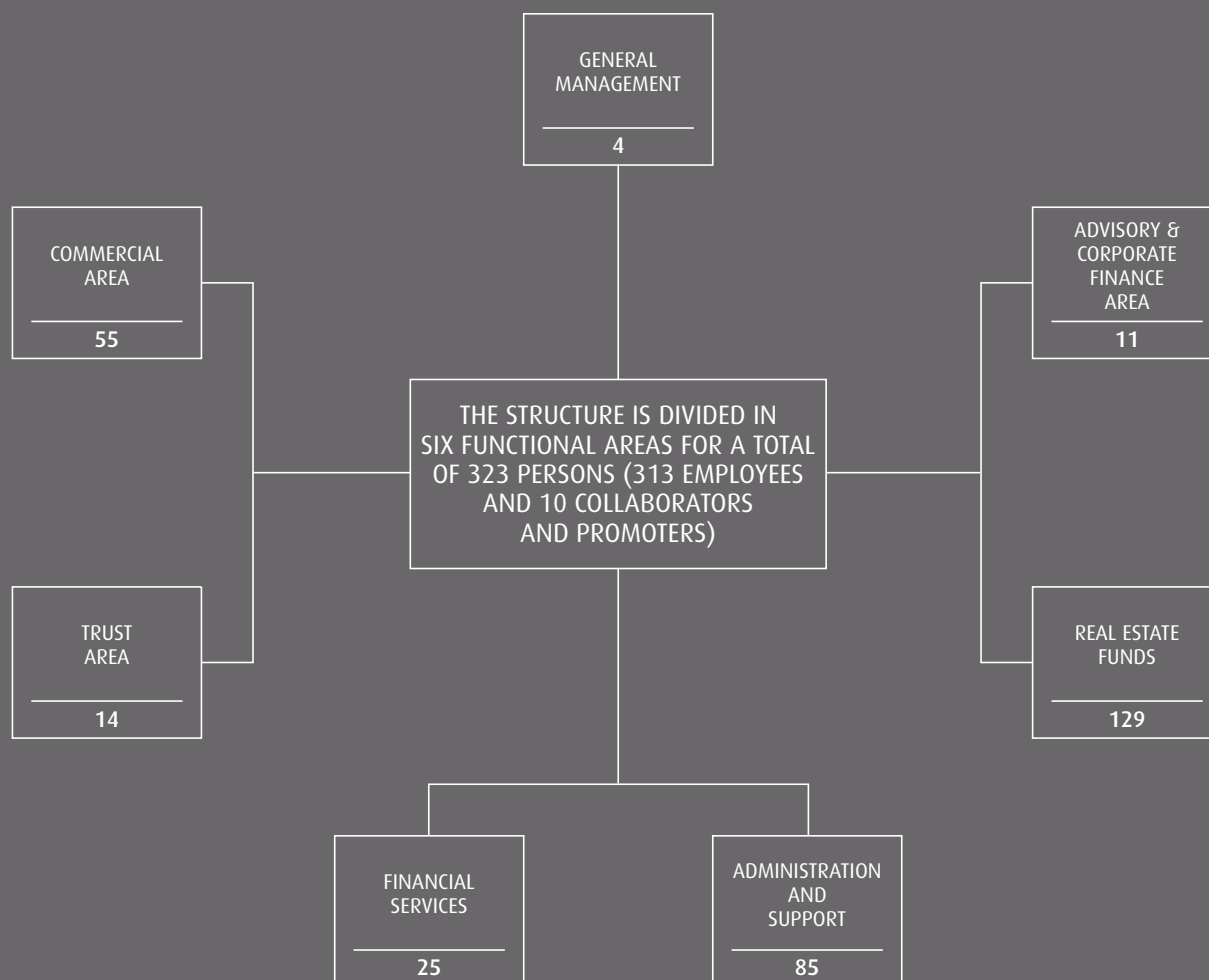 GENERAL
MANAGEMENT
4
COMMERCIAL
AREA
55
ADVISORY &
CORPORATE
FINANCE
AREA
11
THE STRUCTURE IS DIVIDED IN
SIX FUNCTIONAL AREAS FOR A TOTAL
OF 323 PERSONS (313 EMPLOYEES
AND 10 COLLABORATORS
AND PROMOTERS)
TRUST
AREA
14
REAL ESTATE
FUNDS
129
FINANCIAL
SERVICES
25
ADMINISTRATION
AND
SUPPORT
85